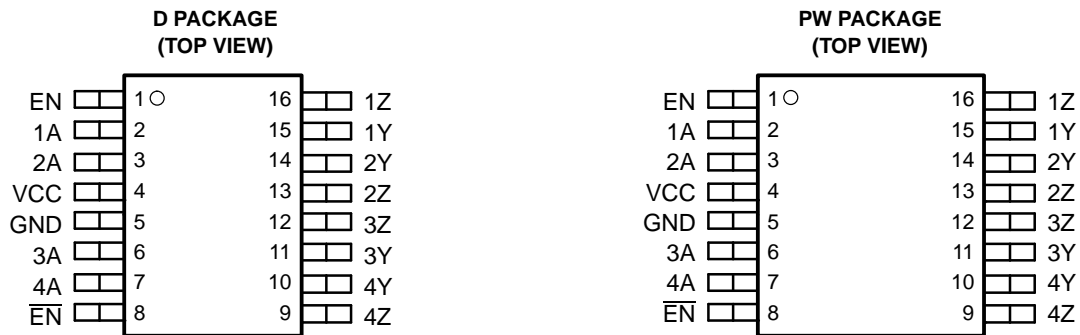 D PACKAGE
(TOP VIEW)
EN 1 16 1Z
1A 2 15 1Y
2A 3 14 2Y
VCC 4 13 2Z
GND 5 12 3Z
3A 6 11 3Y
4A 7 10 4Y
E̅N̅ 8 9 4Z
PW PACKAGE
(TOP VIEW)
EN 1 16 1Z
1A 2 15 1Y
2A 3 14 2Y
VCC 4 13 2Z
GND 5 12 3Z
3A 6 11 3Y
4A 7 10 4Y
E̅N̅ 8 9 4Z